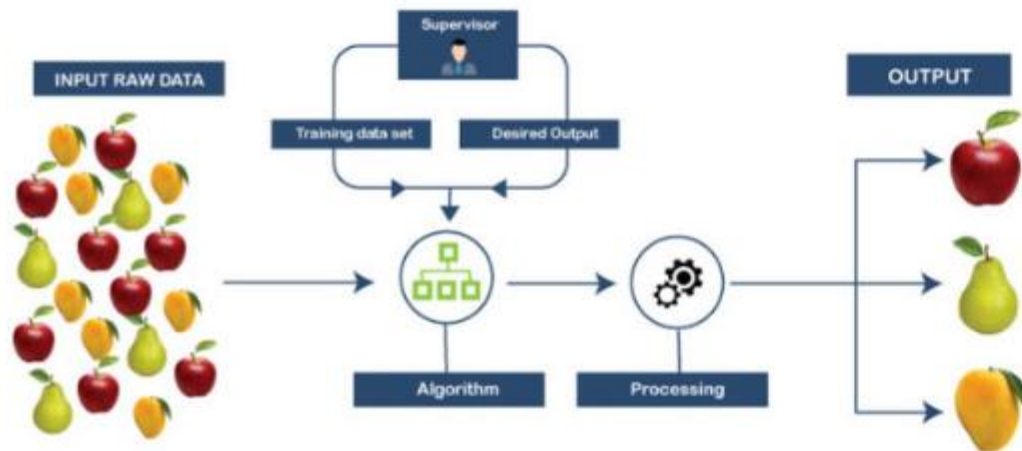 Supervisor
INPUT RAW DATA
OUTPUT
Training data set
Desired Output
Algorithm
Processing